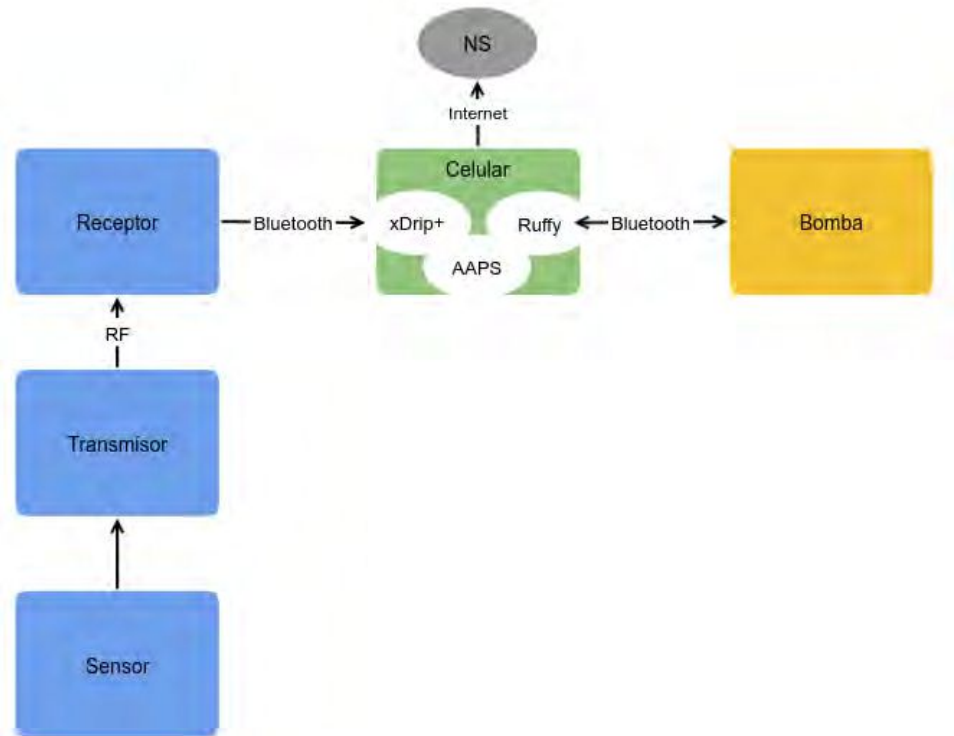 NS
Internet
Celular
Receptor
Bluetooth
xDrip+
Ruffy
Bluetooth
Bomba
AAPS
RF
Transmisor
Sensor